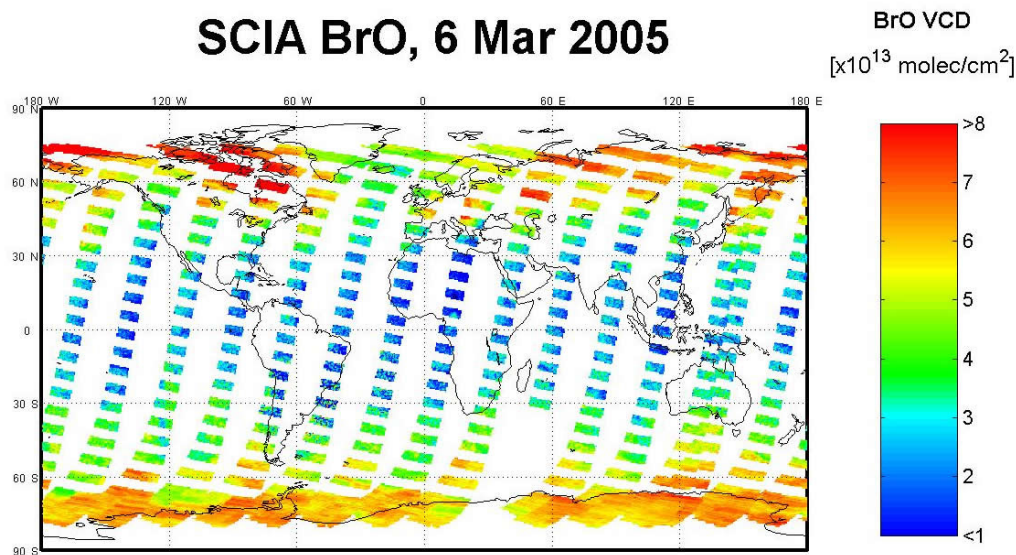 SCIA BrO, 6 Mar 2005
BrO VCD
[x10^13 molec/cm^2]
180 W
120 W
60 W
0
60 E
120 E
180 E
90 N
60 N
30 N
0
30 S
60 S
90 S
>8
7
6
5
4
3
2
<1